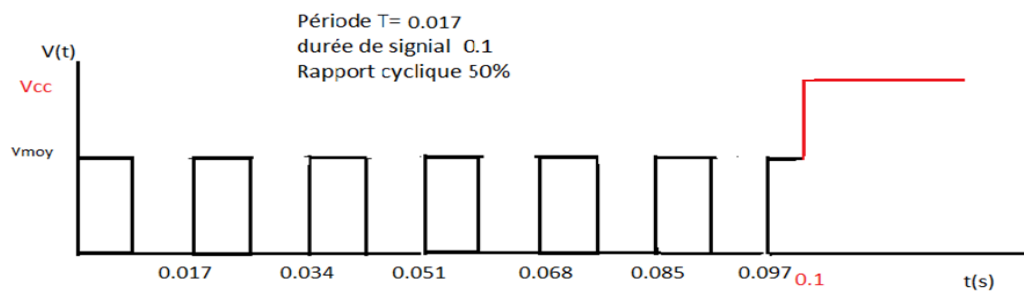 Période T= 0.017
durée de signial 0.1
Rapport cyclique 50%
V(t)
Vcc
Vmoy
0.017 0.034 0.051 0.068 0.085 0.097 0.1 t(s)